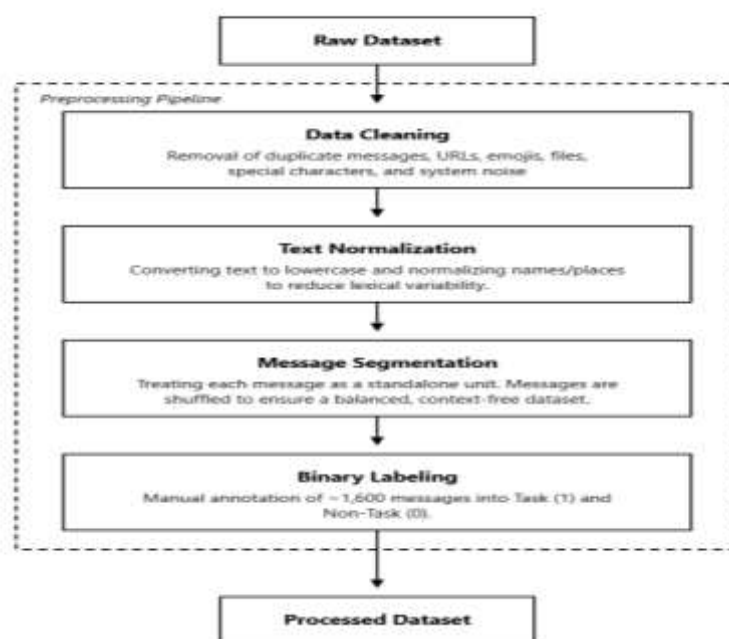 Raw Dataset
Preprocessing Pipeline
Data Cleaning
Removal of duplicate messages, URLs, emojis, files,
special characters, and system noise
Text Normalization
Converting text to lowercase and normalizing names/places
to reduce lexical variability.
Message Segmentation
Treating each message as a standalone unit. Messages are
shuffled to ensure a balanced, context-free dataset.
Binary Labeling
Manual annotation of ~1,600 messages into Task (1) and
Non-Task (0).
Processed Dataset